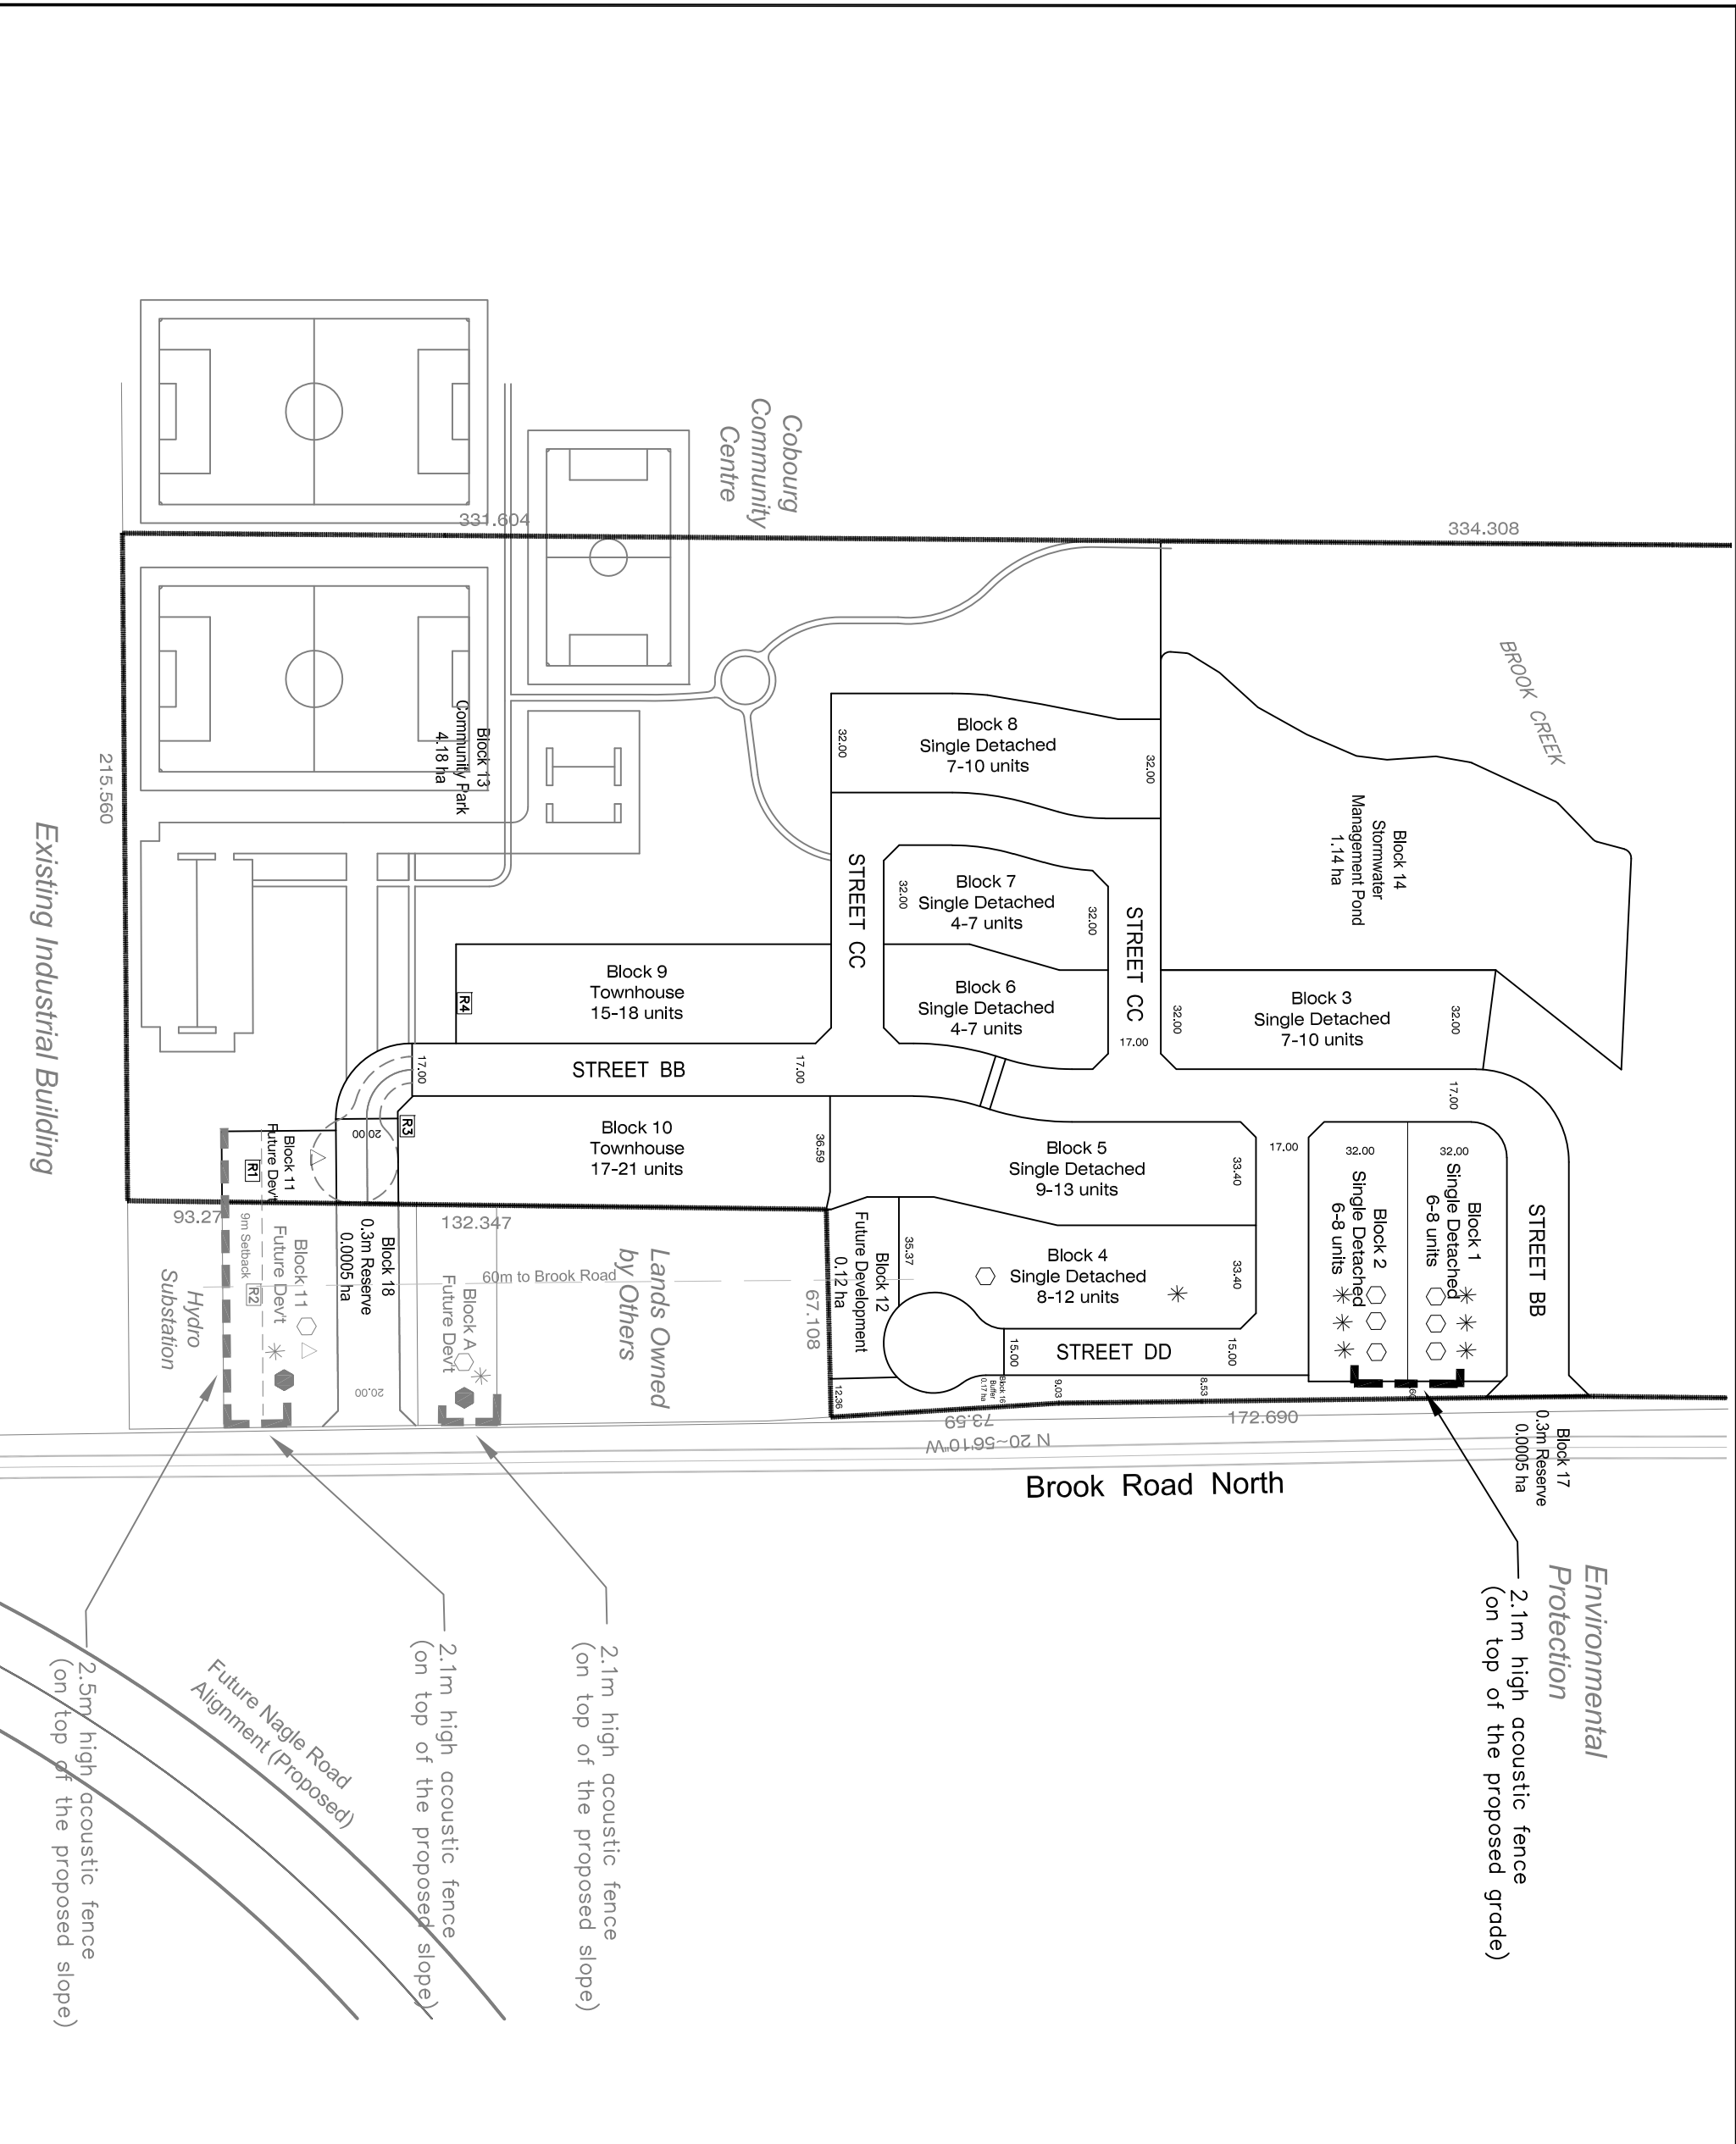 Cobourg
Community
Centre
331.604
334.308
BROOK CREEK
Block 8
Single Detached
7-10 units
32.00
32.00
Block 13
Community Park
4.18 ha
215.560
Existing Industrial Building
Block 14
Stormwater
Management Pond
1.14 ha
STREET CC
Block 7
Single Detached
4-7 units
32.00
32.00
STREET CC
17.00
Block 9
Townhouse
15-18 units
R4
Block 6
Single Detached
4-7 units
Block 3
Single Detached
7-10 units
32.00
32.00
17.00
STREET BB
17.00
17.00
R3
Block 10
Townhouse
17-21 units
36.59
Block 5
Single Detached
9-13 units
33.40
17.00
32.00
32.00
Block 1
Single Detached
6-8 units
Block 2
Single Detached
6-8 units
STREET BB
20.00
Block 11
Future Dev't
R1
93.27
132.347
9m Setback
R2
Block 11
Future Dev't
Block 18
0.3m Reserve
0.0005 ha
20.00
Block A
Future Dev't
60m to Brook Road
Lands Owned
by Others
67.108
Hydro
Substation
Block 12
Future Development
0.12 ha
35.37
12.36
Block 4
Single Detached
8-12 units
33.40
STREET DD
15.00
15.00
Block 16
Buffer
0.17 ha
9.03
8.53
73.59
N 20~56'10"W
172.690
Brook Road North
Block 17
0.3m Reserve
0.0005 ha
Environmental
Protection
2.1m high acoustic fence
(on top of the proposed grade)
2.1m high acoustic fence
(on top of the proposed slope)
2.1m high acoustic fence
(on top of the proposed slope)
2.5m high acoustic fence
(on top of the proposed slope)
Future Nagle Road
Alignment (Proposed)